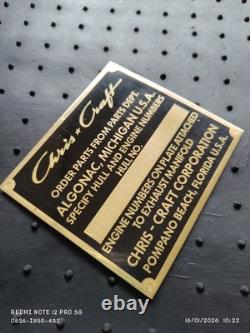 Chris★Craft
ORDER PARTS FROM PARTS DEPT.
ALGONAC, MICHIGAN U.S.A.
SPECIFY HULL AND ENGINE NUMBERS
HULL NO.
ENGINE NUMBERS ON PLATE ATTACHED
TO EXHAUST MANIFOLD
CHRIS-CRAFT CORPORATION
POMPANO BEACH, FLORIDA U.S.A.
REDMI NOTE 12 PRO 5G
16/01/2026 10:22